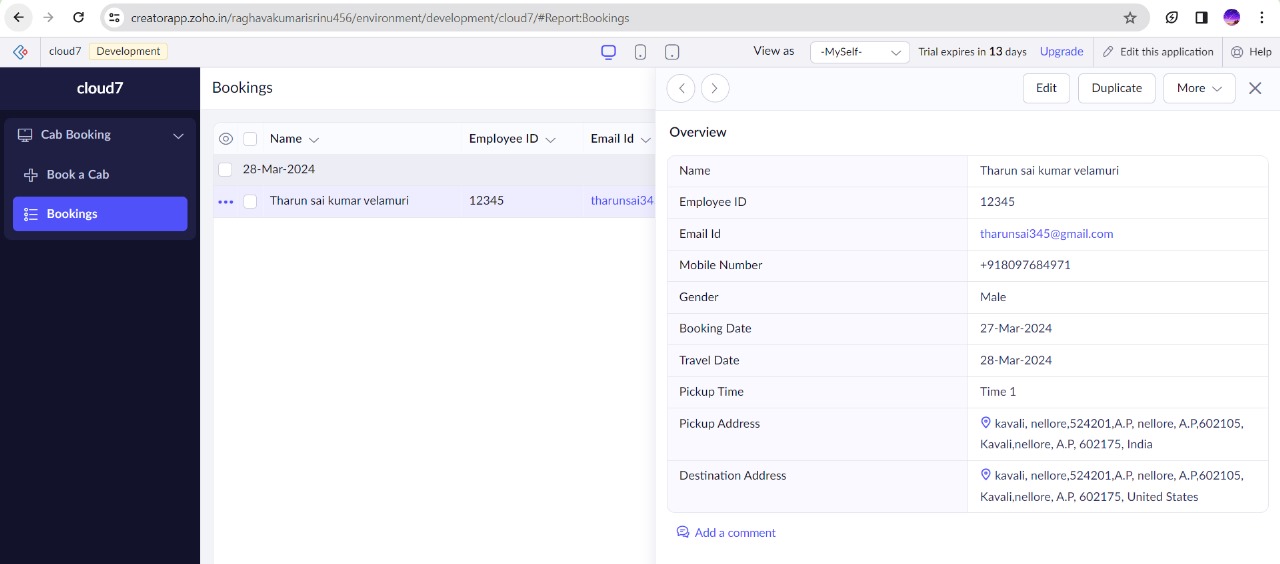 creatorapp.zoho.in/raghavakumarisrinu456/environment/development/cloud7/#Report:Bookings
cloud7 Development View as -MySelf- Trial expires in 13 days Upgrade Edit this application Help
cloud7
Cab Booking
Book a Cab
Bookings
Bookings
Name Employee ID Email Id
28-Mar-2024
Tharun sai kumar velamuri 12345 tharunsai34
Edit Duplicate More
Overview
Name Tharun sai kumar velamuri
Employee ID 12345
Email Id tharunsai345@gmail.com
Mobile Number +918097684971
Gender Male
Booking Date 27-Mar-2024
Travel Date 28-Mar-2024
Pickup Time Time 1
Pickup Address kavali, nellore,524201,A.P, nellore, A.P,602105,
Kavali,nellore, A.P, 602175, India
Destination Address kavali, nellore,524201,A.P, nellore, A.P,602105,
Kavali,nellore, A.P, 602175, United States
Add a comment